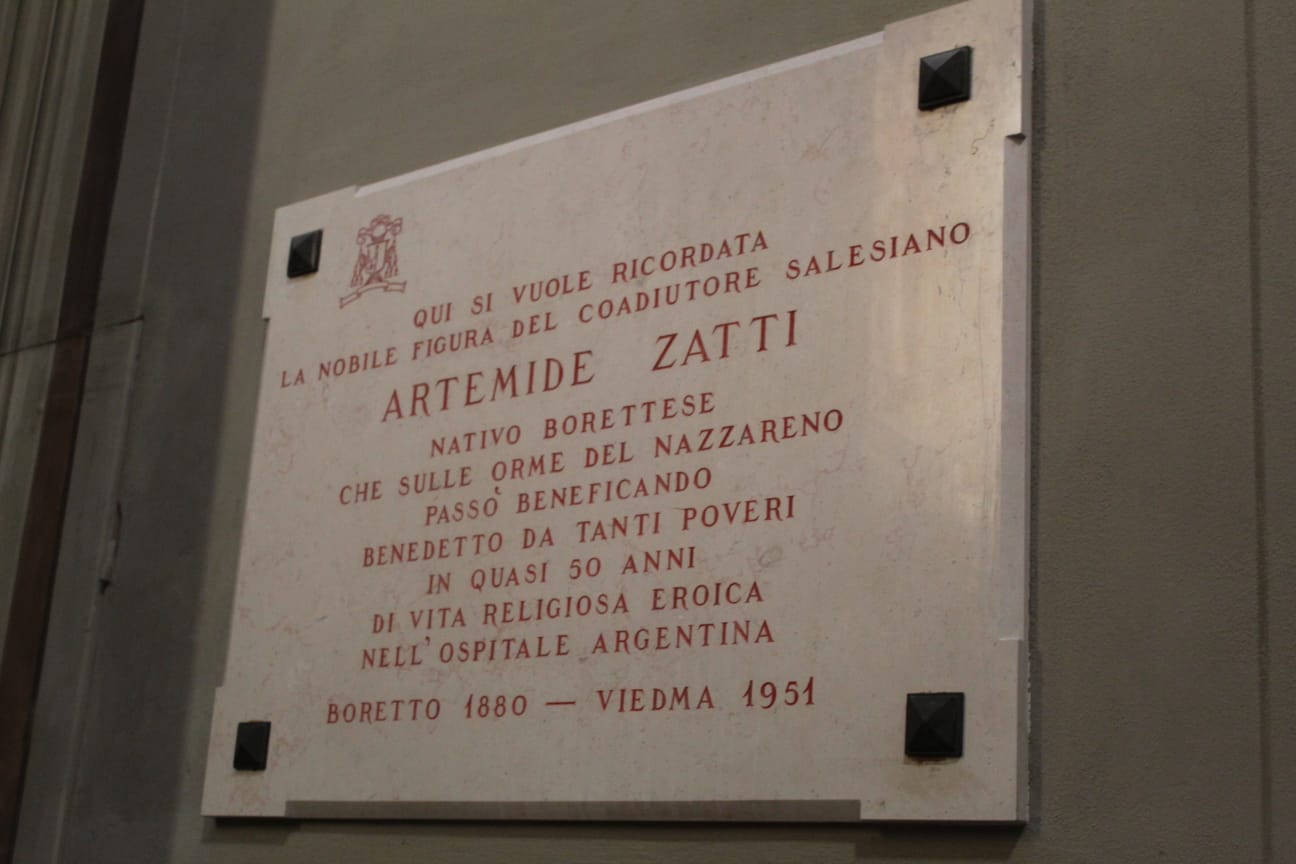 QUI SI VUOLE RICORDATA
LA NOBILE FIGURA DEL COADIUTORE SALESIANO
ARTEMIDE ZATTI
NATIVO BORETTESE
CHE SULLE ORME DEL NAZZARENO
PASSÒ BENEFICANDO
BENEDETTO DA TANTI POVERI
IN QUASI 50 ANNI
DI VITA RELIGIOSA EROICA
NELL'OSPITALE ARGENTINA
BORETTO 1880 — VIEDMA 1951